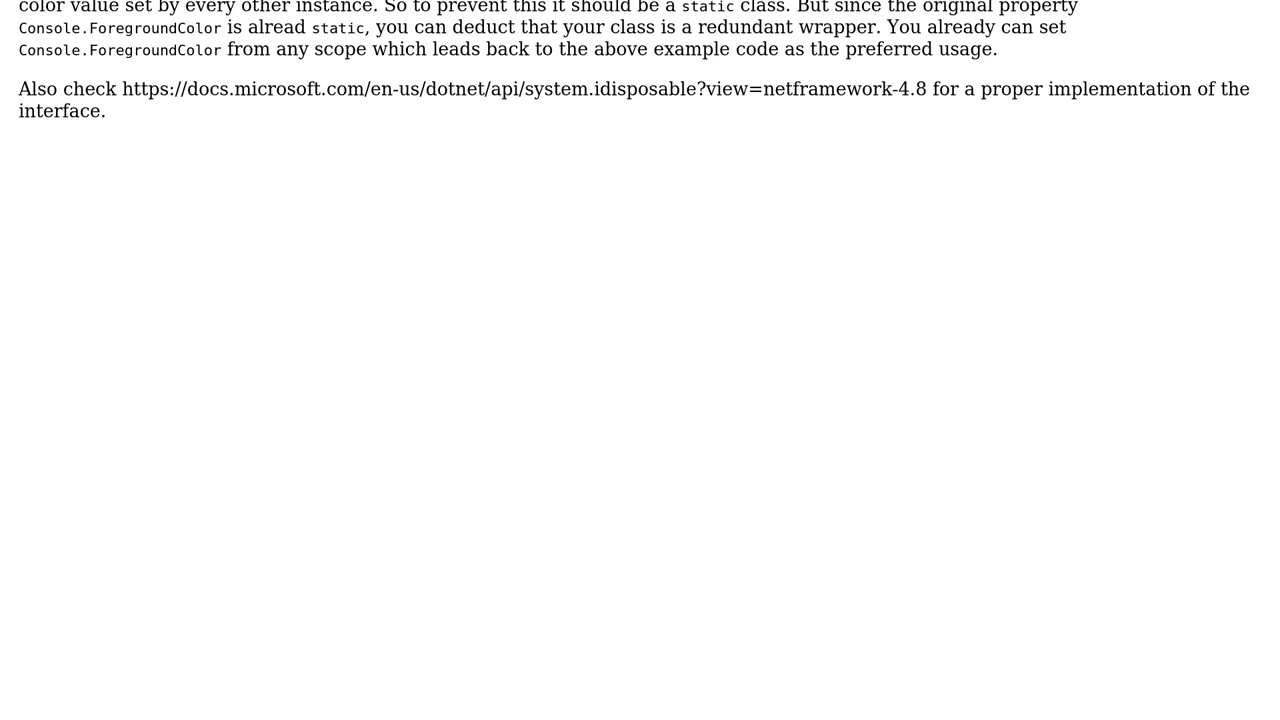 color value set by every other instance. So to prevent this it should be a static class. But since the original property
Console.ForegroundColor is alread static, you can deduct that your class is a redundant wrapper. You already can set
Console.ForegroundColor from any scope which leads back to the above example code as the preferred usage.
Also check https://docs.microsoft.com/en-us/dotnet/api/system.idisposable?view=netframework-4.8 for a proper implementation of the
interface.